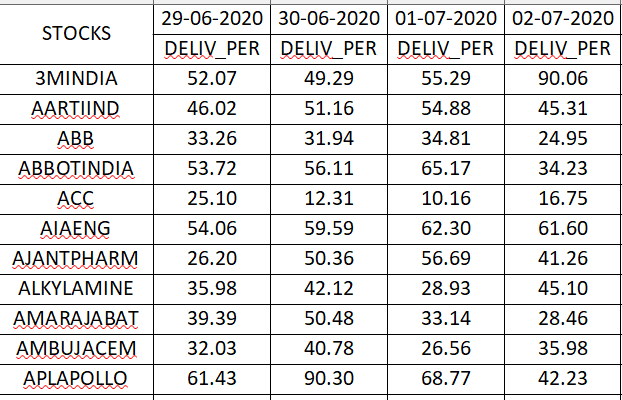 STOCKS 29-06-2020 30-06-2020 01-07-2020 02-07-2020
DELIV_PER DELIV_PER DELIV_PER DELIV_PER
3MINDIA 52.07 49.29 55.29 90.06
AARTIIND 46.02 51.16 54.88 45.31
ABB 33.26 31.94 34.81 24.95
ABBOTINDIA 53.72 56.11 65.17 34.23
ACC 25.10 12.31 10.16 16.75
AIAENG 54.06 59.59 62.30 61.60
AJANTPHARM 26.20 50.36 56.69 41.26
ALKYLAMINE 35.98 42.12 28.93 45.10
AMARAJABAT 39.39 50.48 33.14 28.46
AMBUJACEM 32.03 40.78 26.56 35.98
APLAPOLLO 61.43 90.30 68.77 42.23